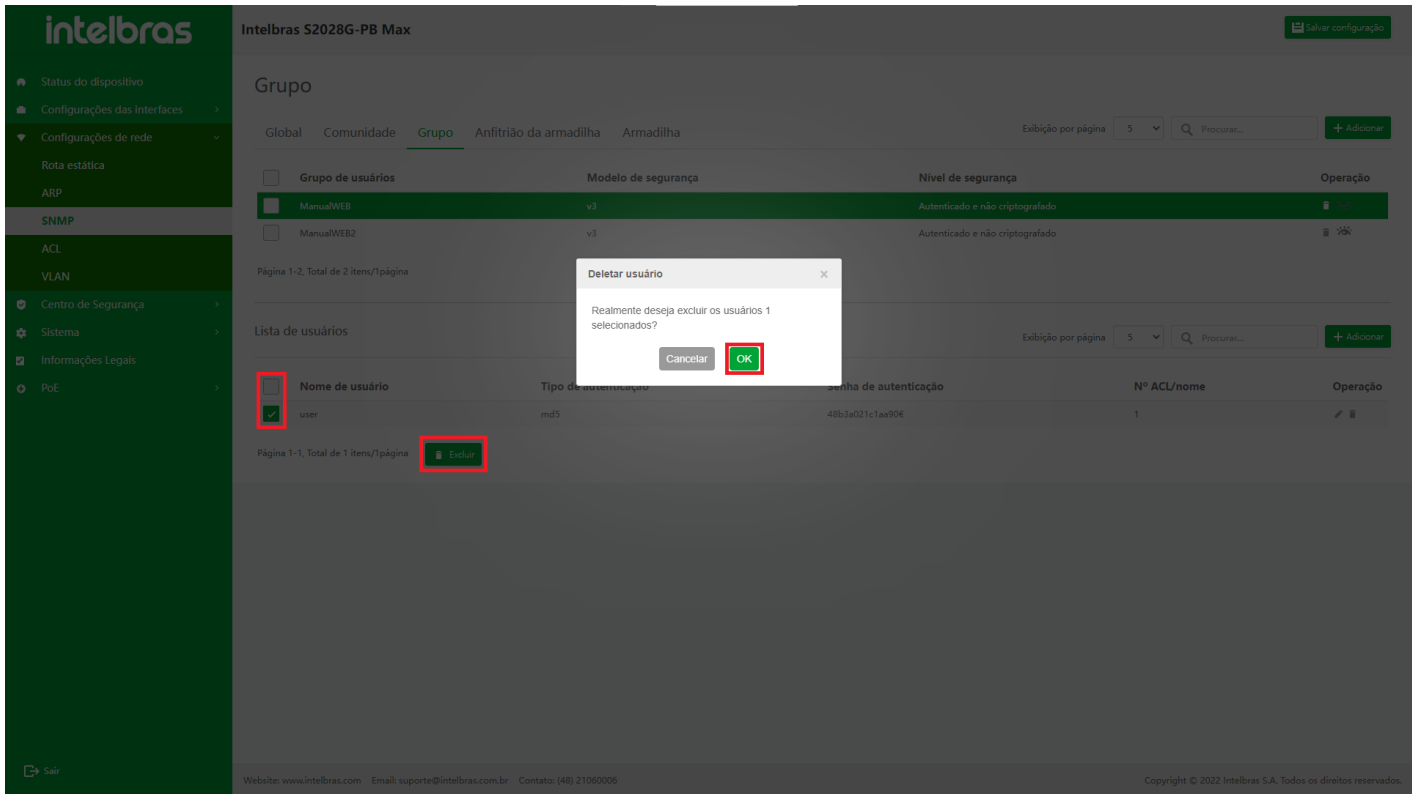 intelbras
Intelbras S2028G-PB Max
Salvar configuração
Status do dispositivo
Configurações das interfaces
Configurações de rede
Rota estática
ARP
SNMP
ACL
VLAN
Centro de Segurança
Sistema
Informações Legais
PoE
Sair
Grupo
Global Comunidade Grupo Anfitrião da armadilha Armadilha
Exibição por página 5 Procurar... + Adicionar
Grupo de usuários Modelo de segurança Nível de segurança Operação
ManualWEB v3 Autenticado e não criptografado
ManualWEB2 v3 Autenticado e não criptografado
Página 1-2, Total de 2 itens/1página
Deletar usuário ×
Realmente deseja excluir os usuários 1
selecionados?
Cancelar OK
Lista de usuários
Exibição por página 5 Procurar... + Adicionar
Nome de usuário Tipo de autenticação Senha de autenticação Nº ACL/nome Operação
user md5 48b3a021c1aa90€ 1
Página 1-1, Total de 1 itens/1página Excluir
Website: www.intelbras.com Email: suporte@intelbras.com.br Contato: (48) 21060006
Copyright © 2022 Intelbras S.A. Todos os direitos reservados.